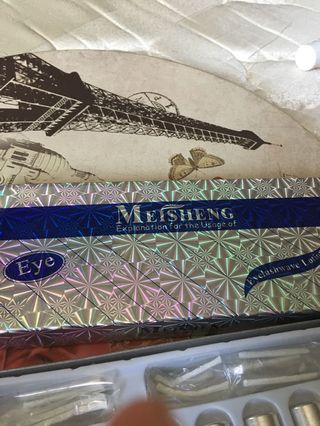 MEISHENG
Explanation for the Usage of
Eye